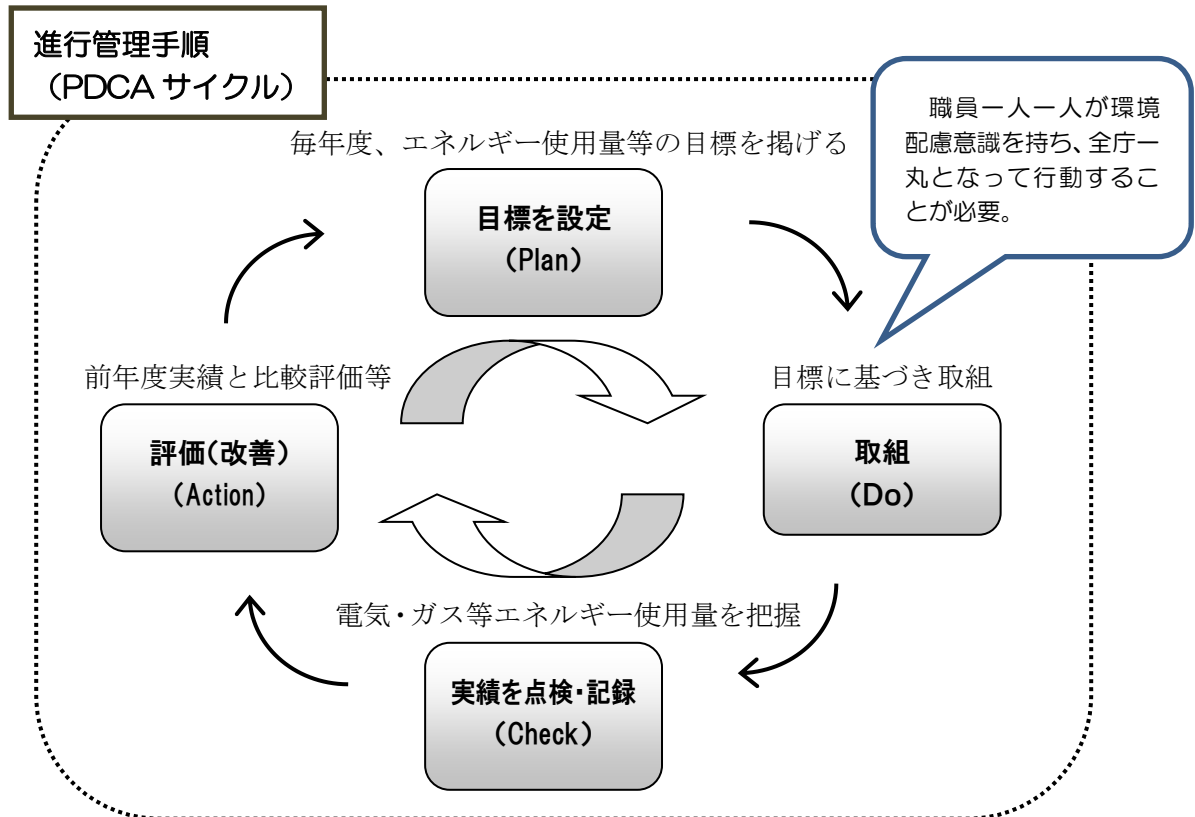 進行管理手順
（PDCA サイクル）
職員一人一人が環境
配慮意識を持ち、全庁一
丸となって行動するこ
とが必要。
毎年度、エネルギー使用量等の目標を掲げる
目標を設定
（Plan）
前年度実績と比較評価等
評価（改善）
（Action）
目標に基づき取組
取組
（Do）
電気・ガス等エネルギー使用量を把握
実績を点検・記録
（Check）